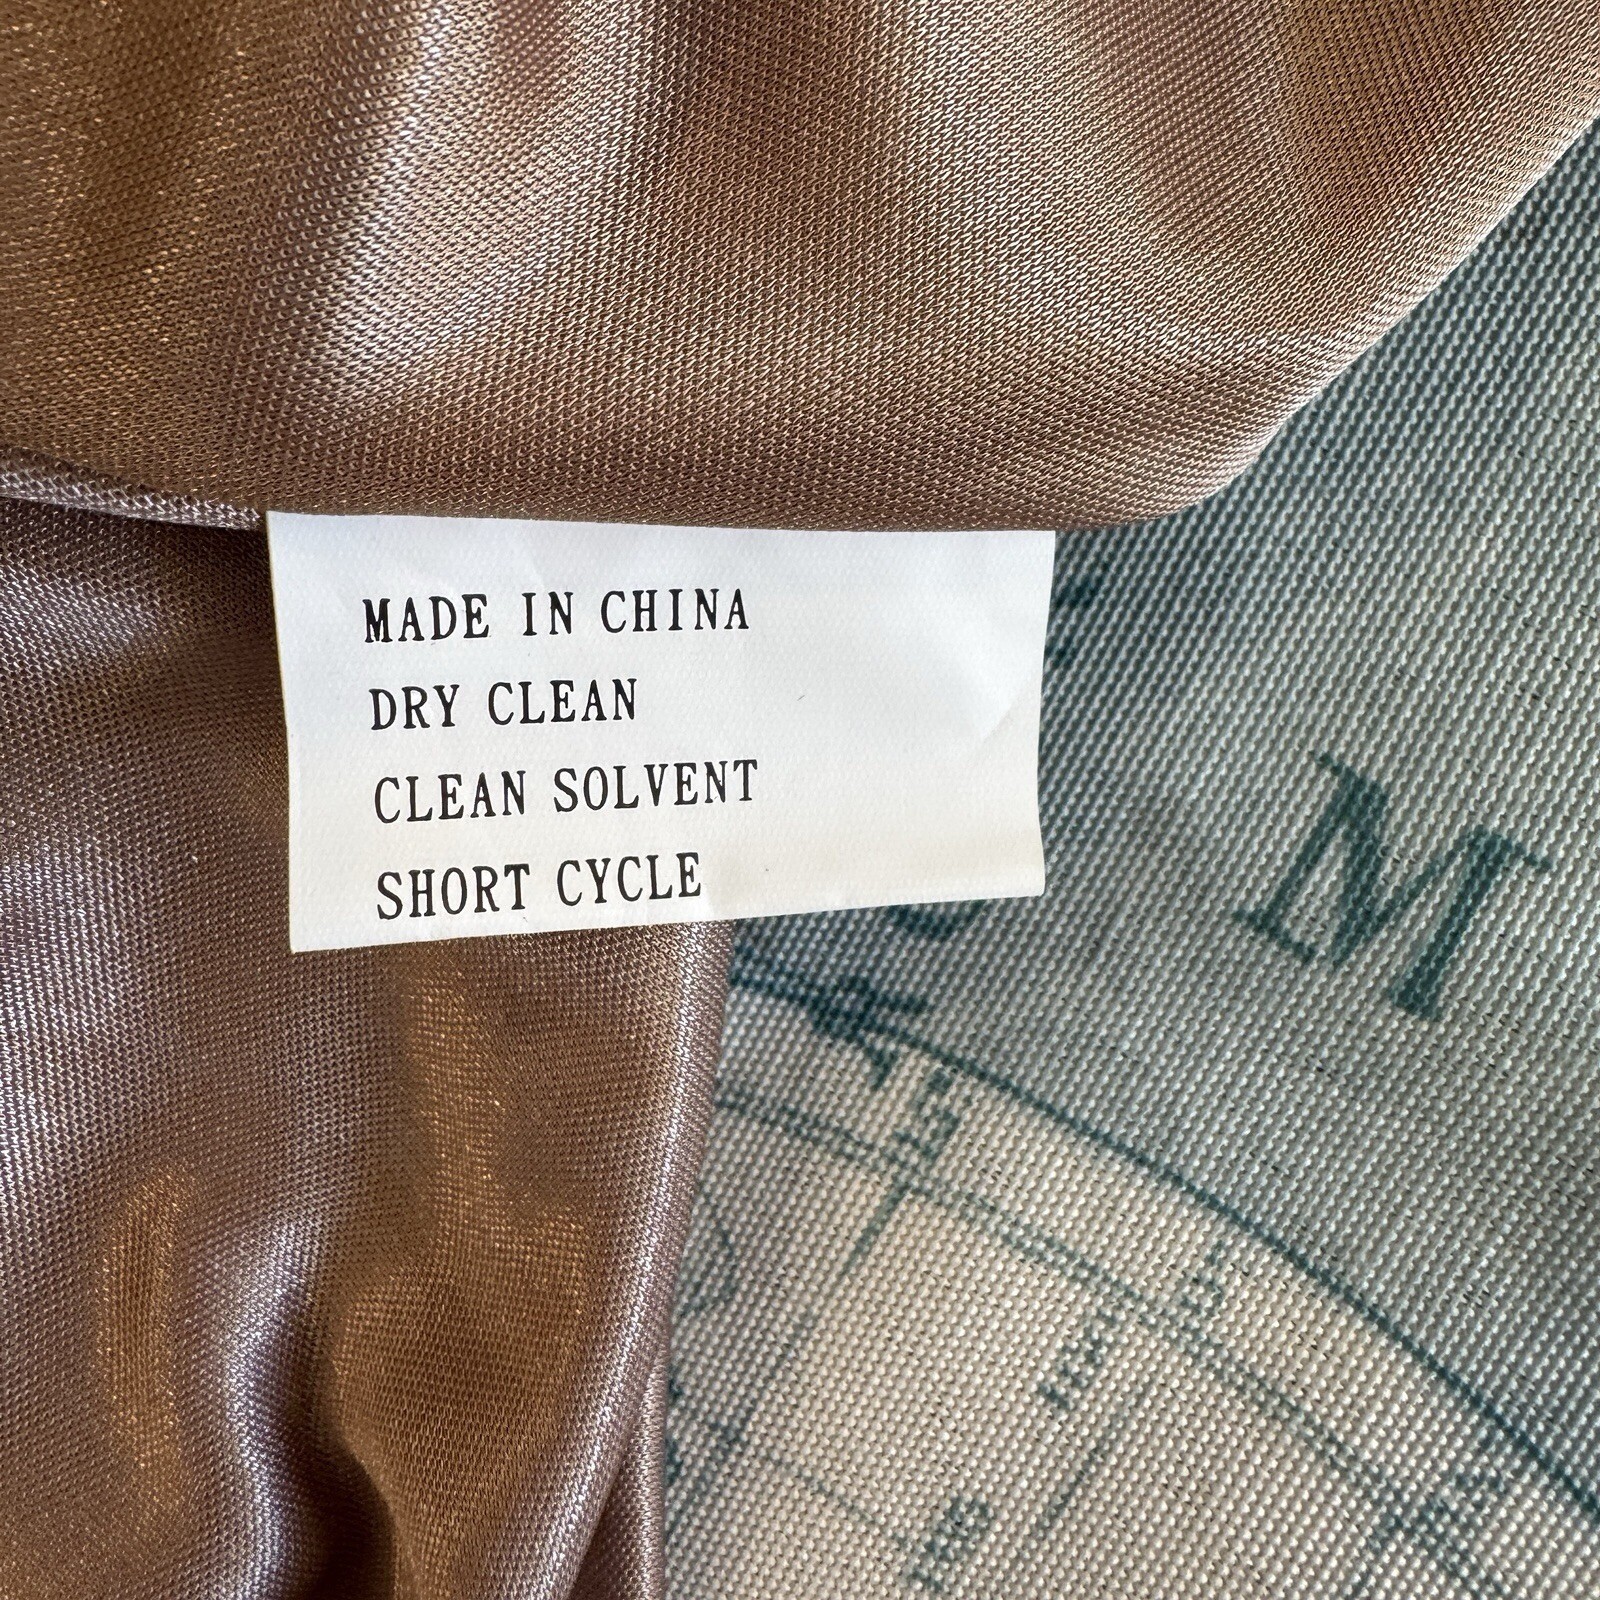 MADE IN CHINA
DRY CLEAN
CLEAN SOLVENT
SHORT CYCLE
M